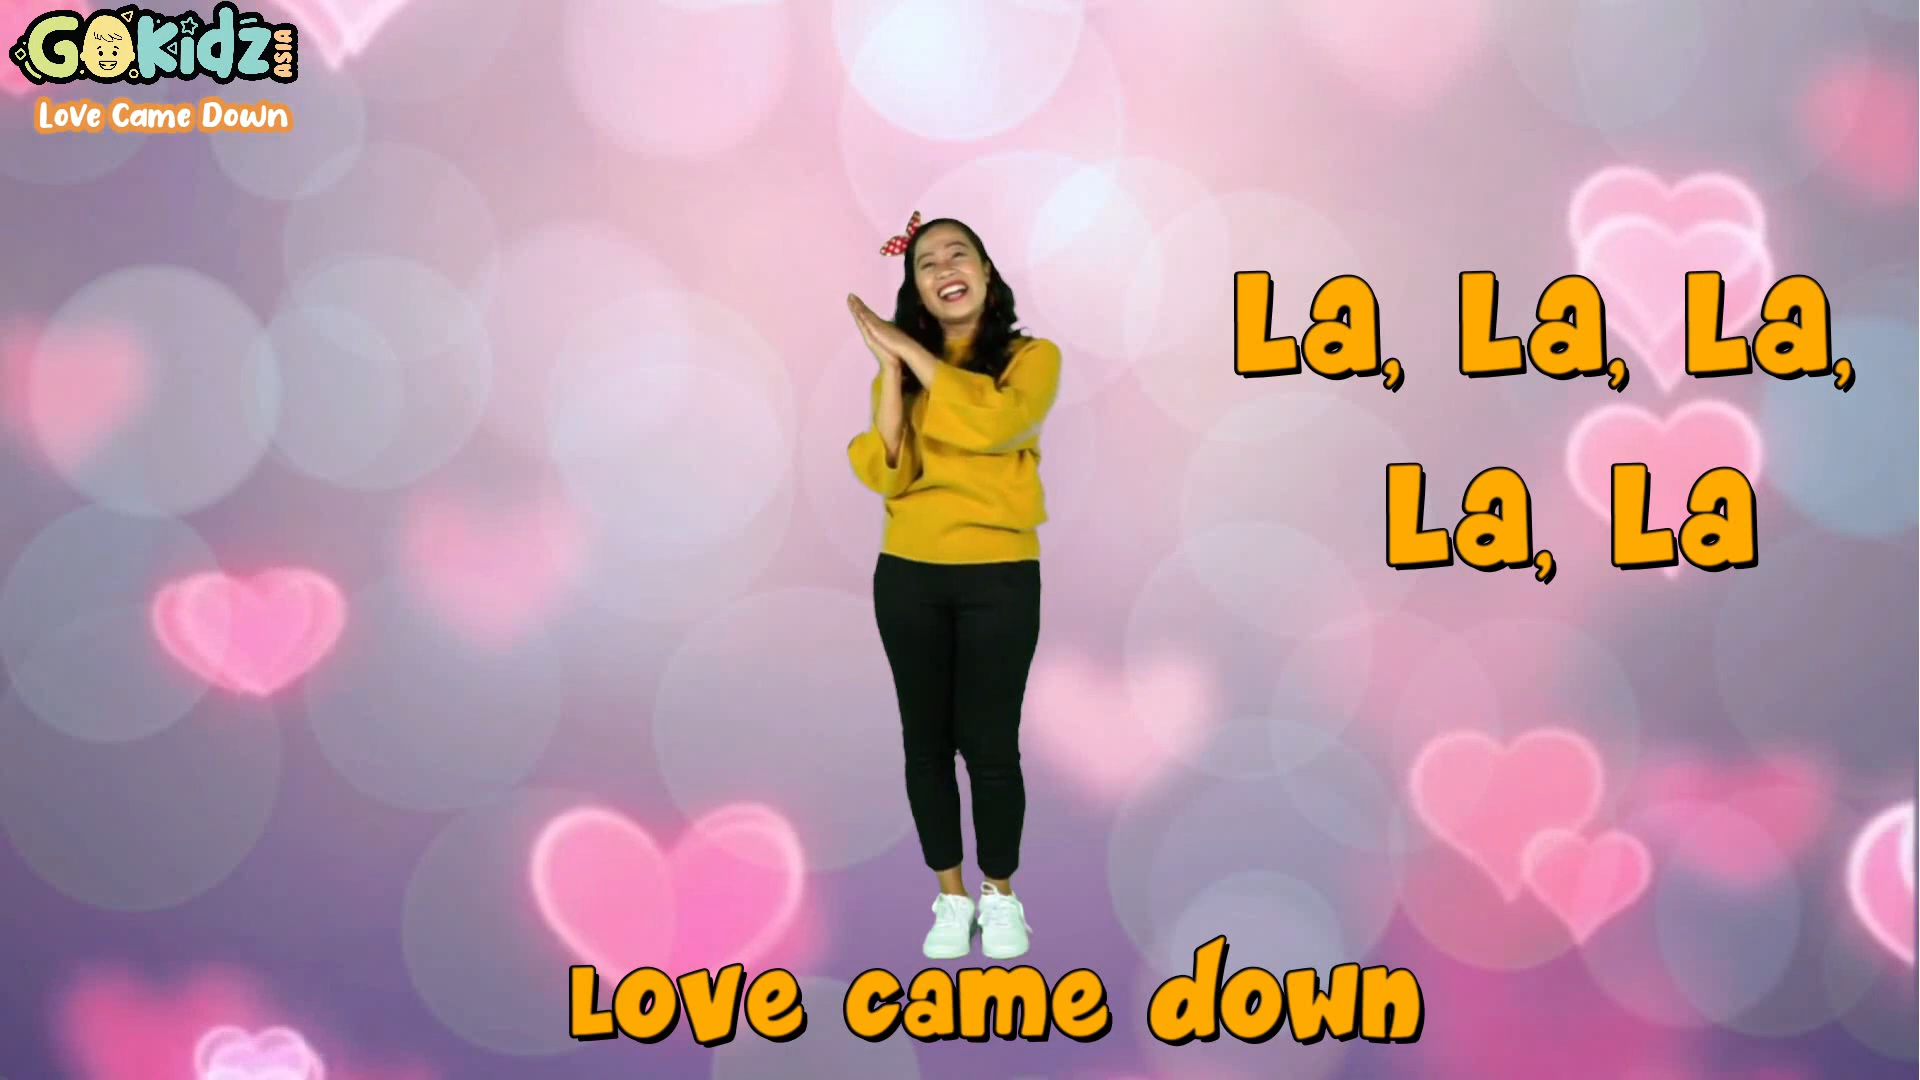 GOKidz ASIA
Love Came Down
La, La, La,
La, La
Love came down